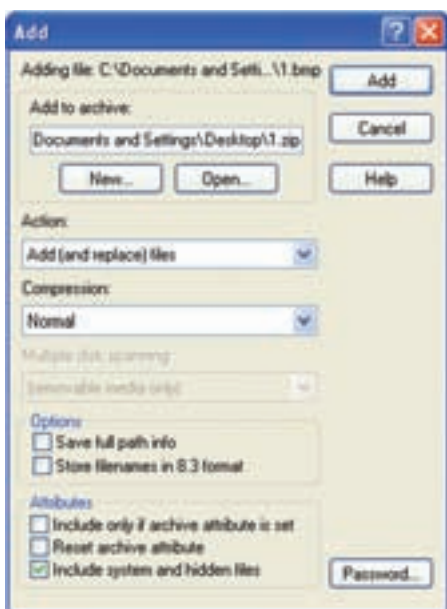 Add
Adding file: C:\Documents and Setti...\1.bmp
Add
Add to archive:
Documents and Settings\Desktop\1.zip
Cancel
New...
Open...
Help
Action:
Add (and replace) files
Compression:
Normal
Multiple disk spanning:
(removable media only)
Options
Save full path info
Store filenames in 8.3 format
Attributes
Include only if archive attribute is set
Reset archive attribute
Include system and hidden files
Password...